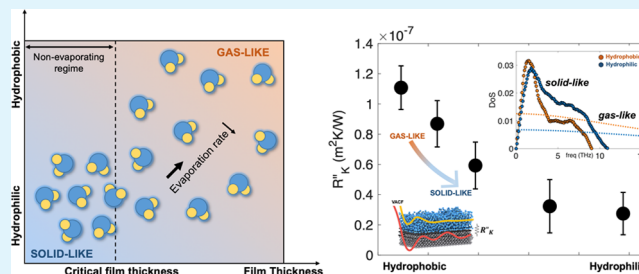 Hydrophobic
Hydrophilic
Non-evaporating
regime
GAS-LIKE
Evaporation rate
SOLID-LIKE
Critical film thickness
Film Thickness
×10⁻⁷
1.4
1.2
1
0.8
0.6
0.4
0.2
0
R''K (m²K/W)
GAS-LIKE
SOLID-LIKE
VACF
R''K
Hydrophobic
Hydrophilic
DoS
0.03
0.02
0.01
0
0
5
10
freq (THz)
Hydrophobic
Hydrophilic
solid-like
gas-like